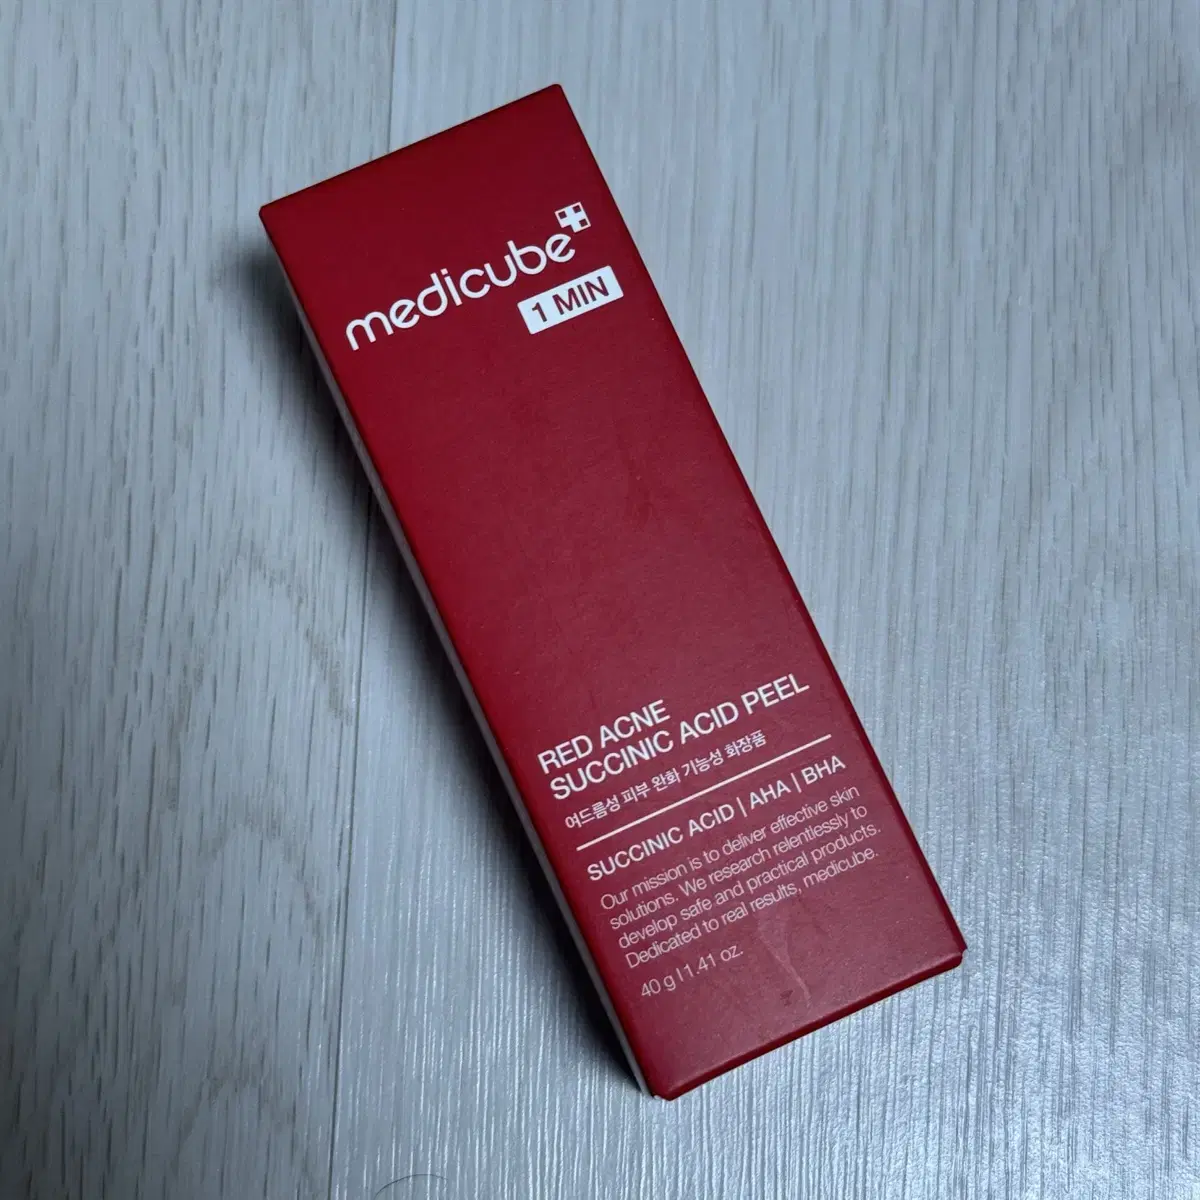 medicube
1 MIN
RED ACNE
SUCCINIC ACID PEEL
여드름성 피부 완화 기능성 화장품
SUCCINIC ACID | AHA | BHA
Our mission is to deliver effective skin
solutions. We research relentlessly to
develop safe and practical products.
Dedicated to real results, medicube.
40 g l 1.41 oz.